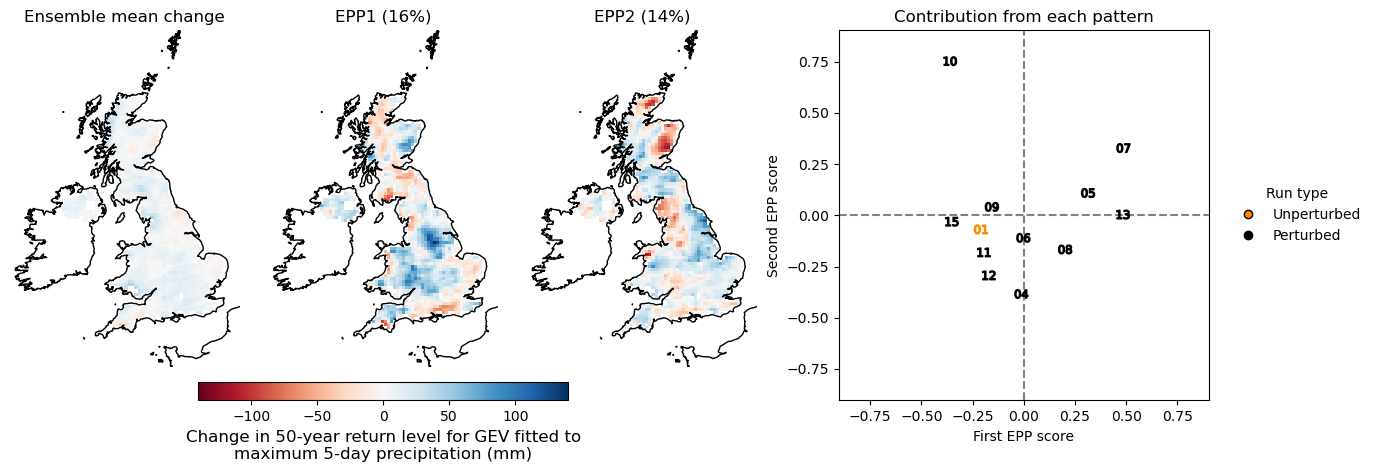 Ensemble mean change
EPP1 (16%)
EPP2 (14%)
Contribution from each pattern
−100
−50
0
50
100
Change in 50-year return level for GEV fitted to
maximum 5-day precipitation (mm)
Second EPP score
0.75
0.50
0.25
0.00
−0.25
−0.50
−0.75
10
07
05
09
13
15
01
06
11
08
12
04
−0.75
−0.50
−0.25
0.00
0.25
0.50
0.75
First EPP score
Run type
Unperturbed
Perturbed